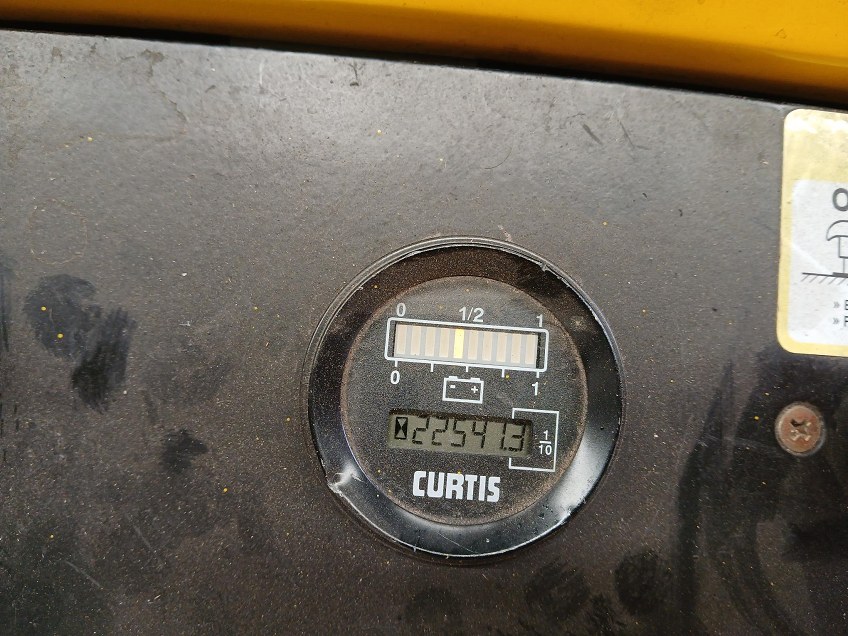 0 1/2 1
0 1
- +
22541.3
1/10
CURTIS